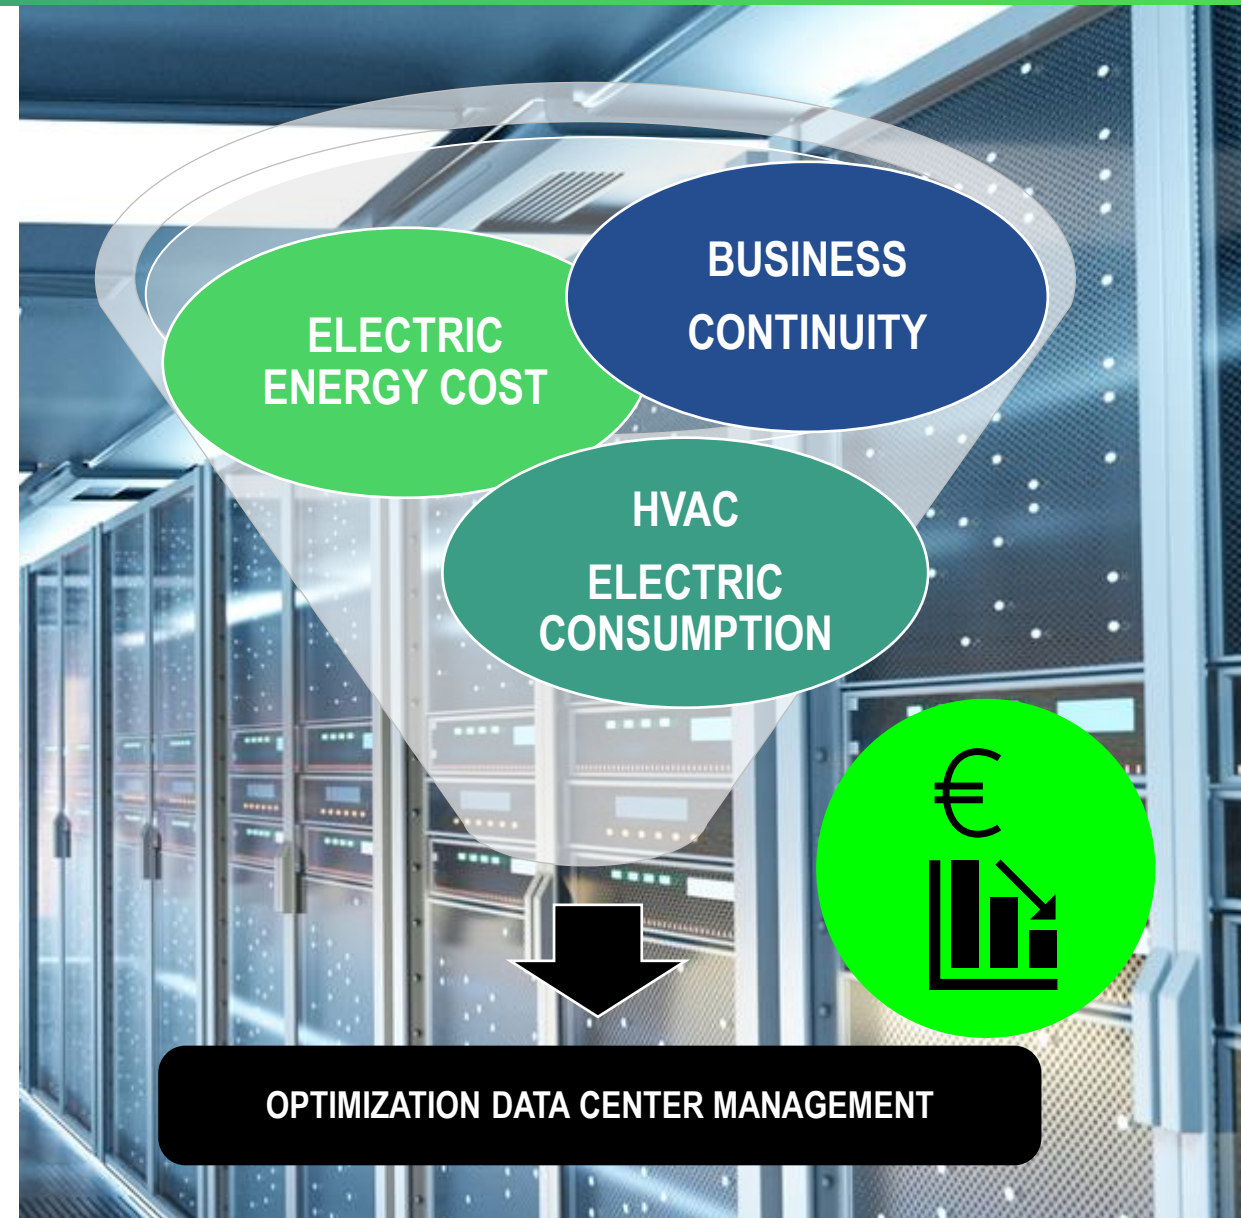 BUSINESS
CONTINUITY
ELECTRIC
ENERGY COST
HVAC
ELECTRIC
CONSUMPTION
€
OPTIMIZATION DATA CENTER MANAGEMENT